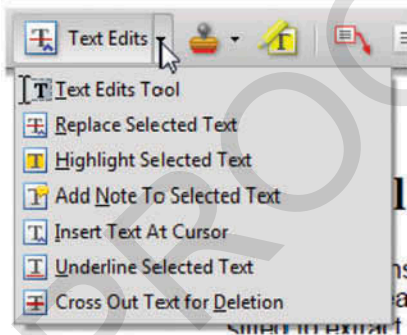 Text Edits
Text Edits Tool
Replace Selected Text
Highlight Selected Text
Add Note To Selected Text
Insert Text At Cursor
Underline Selected Text
Cross Out Text for Deletion